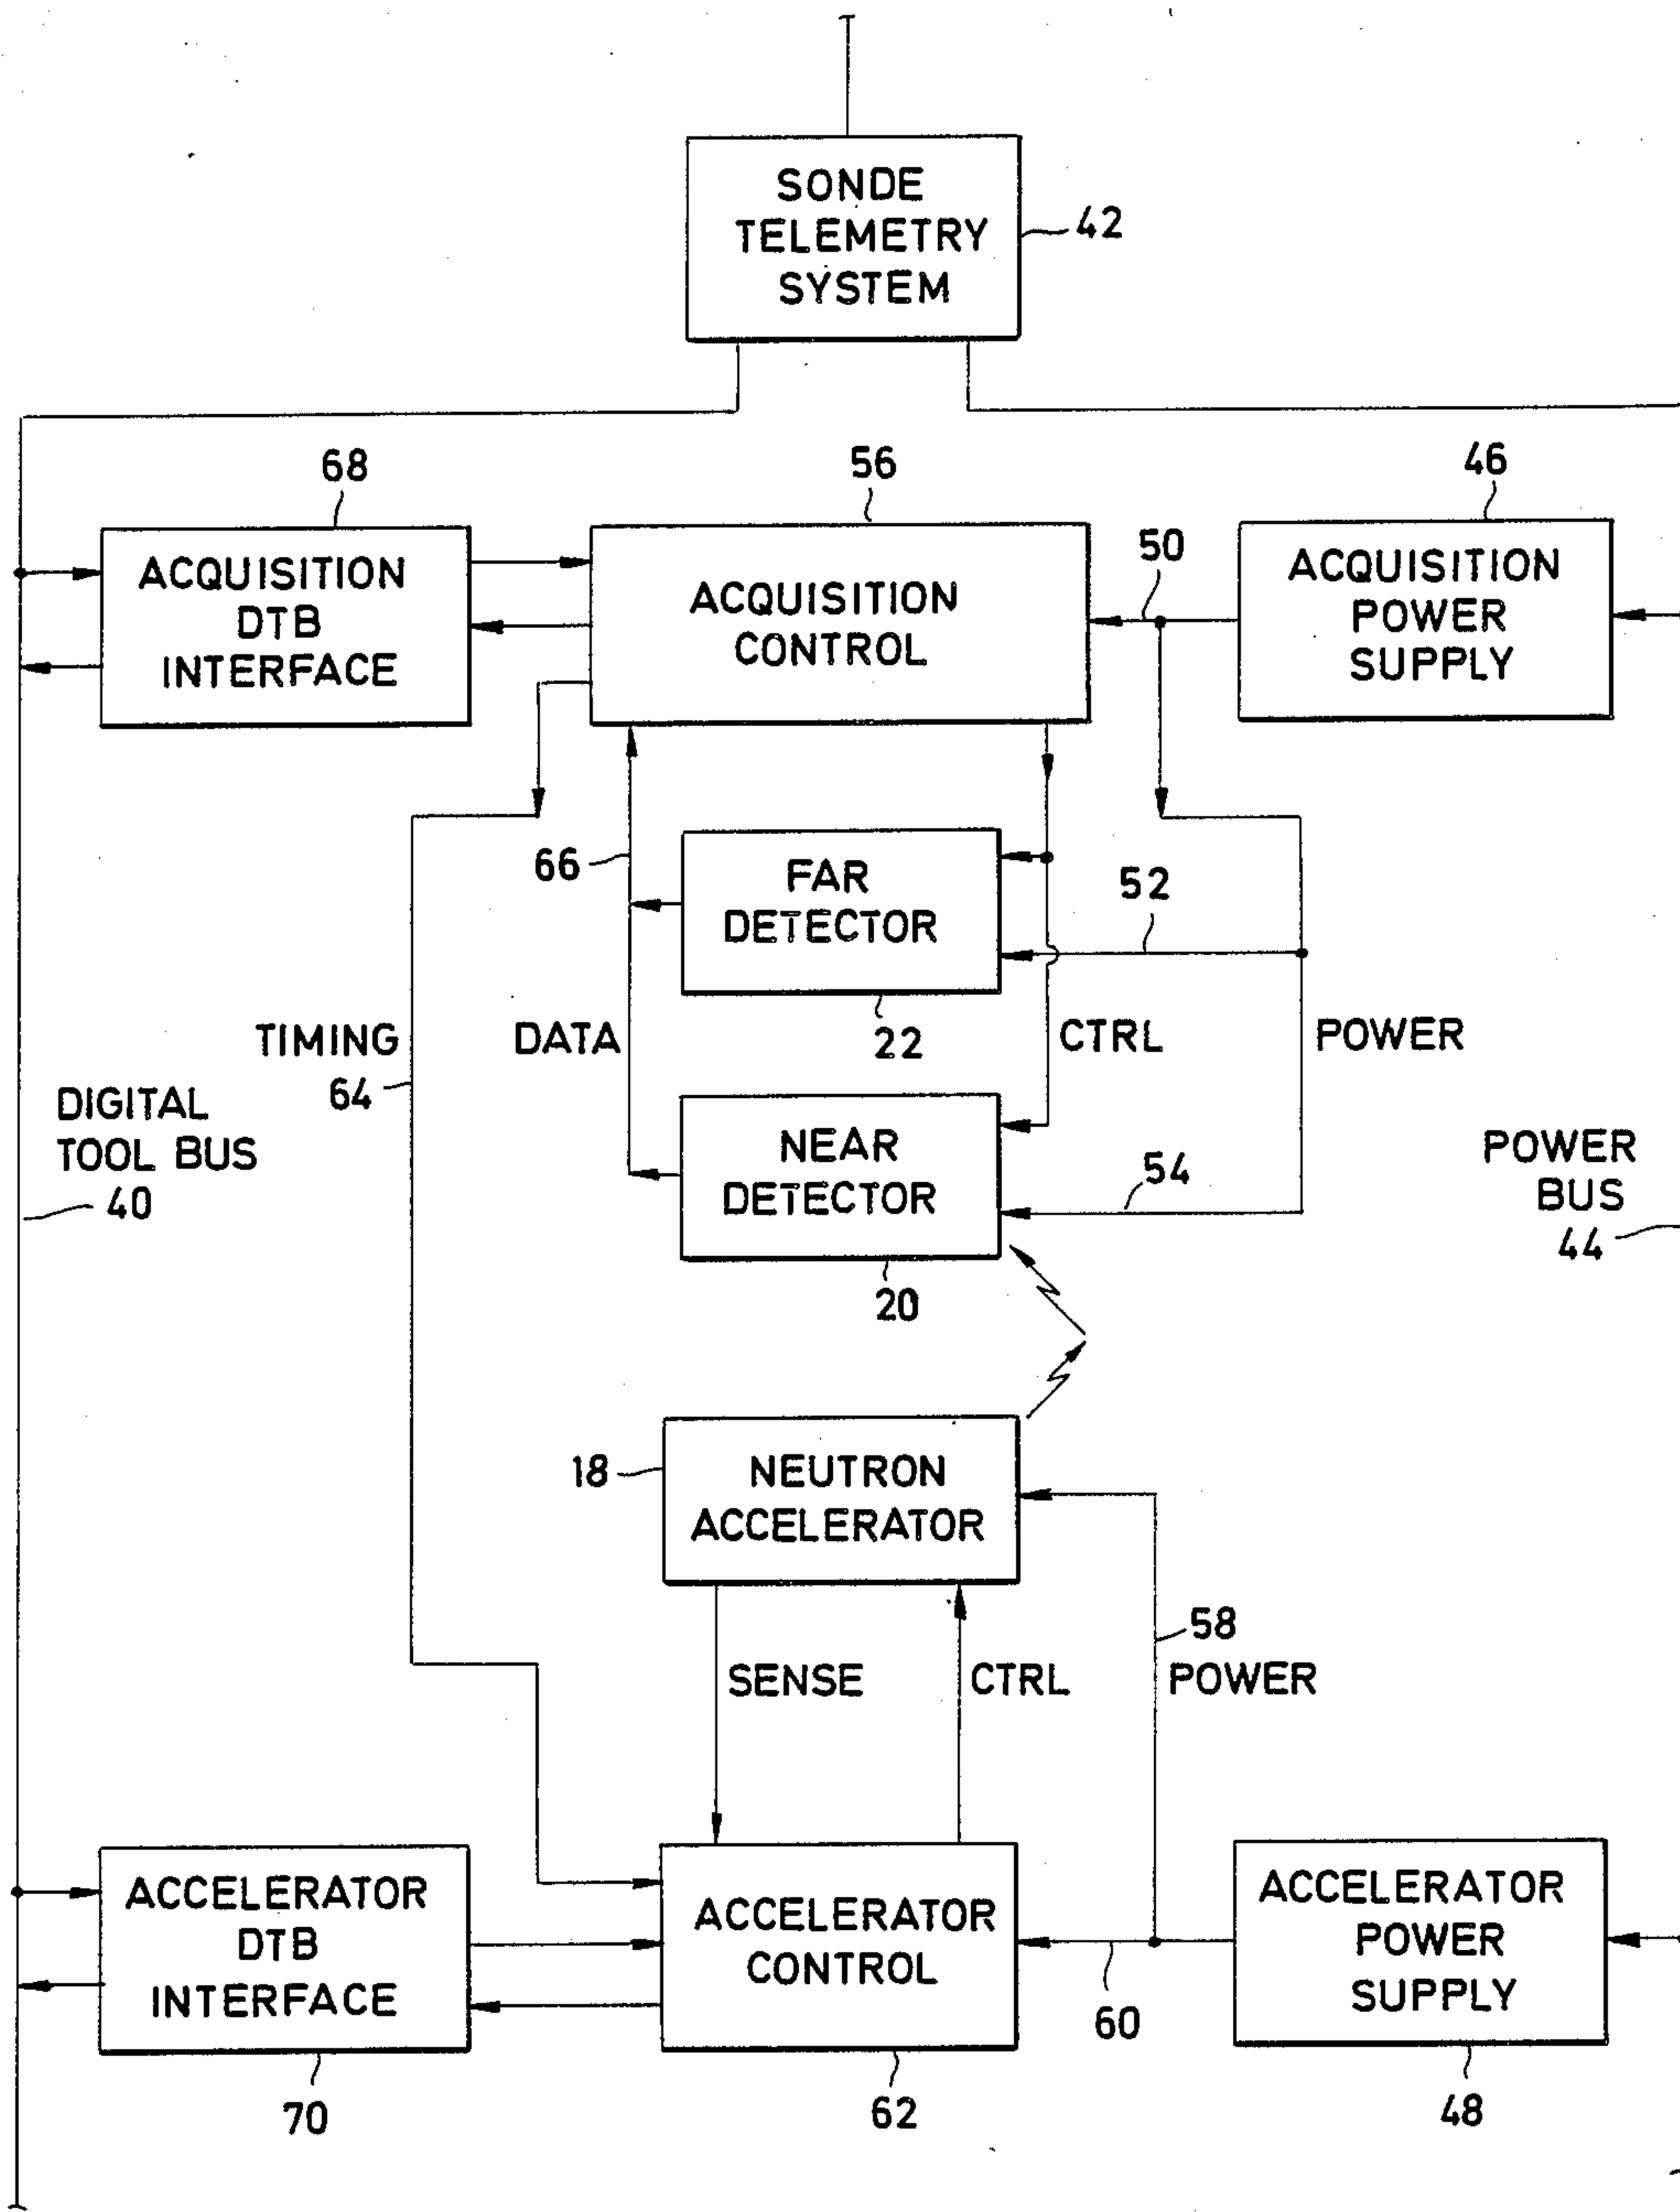 SONDE
TELEMETRY
SYSTEM
42
68
56
46
50
ACQUISITION
DTB
INTERFACE
ACQUISITION
CONTROL
ACQUISITION
POWER
SUPPLY
66
FAR
DETECTOR
52
22
TIMING
64
DATA
CTRL
POWER
DIGITAL
TOOL BUS
40
NEAR
DETECTOR
54
POWER
BUS
44
20
18
NEUTRON
ACCELERATOR
58
SENSE
CTRL
POWER
ACCELERATOR
DTB
INTERFACE
ACCELERATOR
CONTROL
ACCELERATOR
POWER
SUPPLY
60
70
62
48